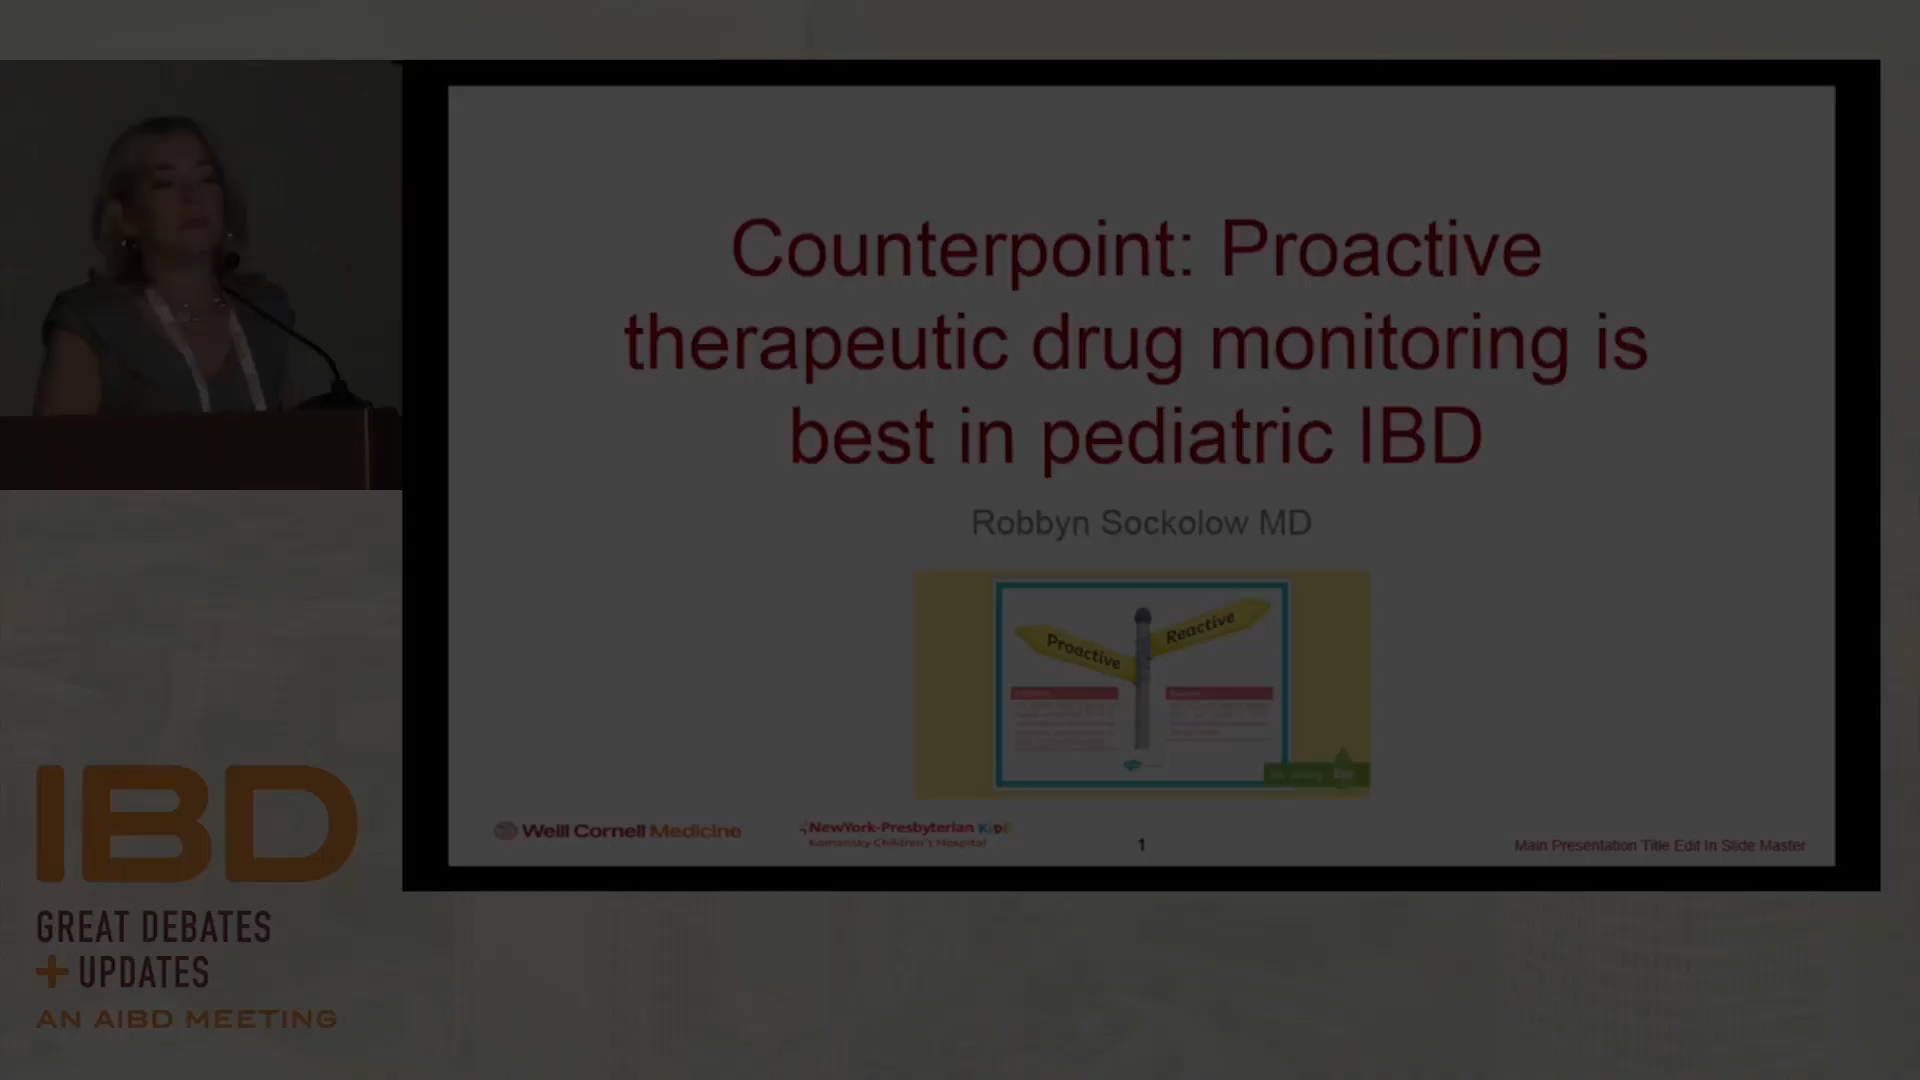 Counterpoint: Proactive
therapeutic drug monitoring is
best in pediatric IBD
Robbyn Sockolow MD
Proactive
Reactive
Weill Cornell Medicine
NewYork-Presbyterian KiDS
Komansky Children's Hospital
1
Main Presentation Title Edit In Slide Master
IBD
GREAT DEBATES
+ UPDATES
AN AIBD MEETING